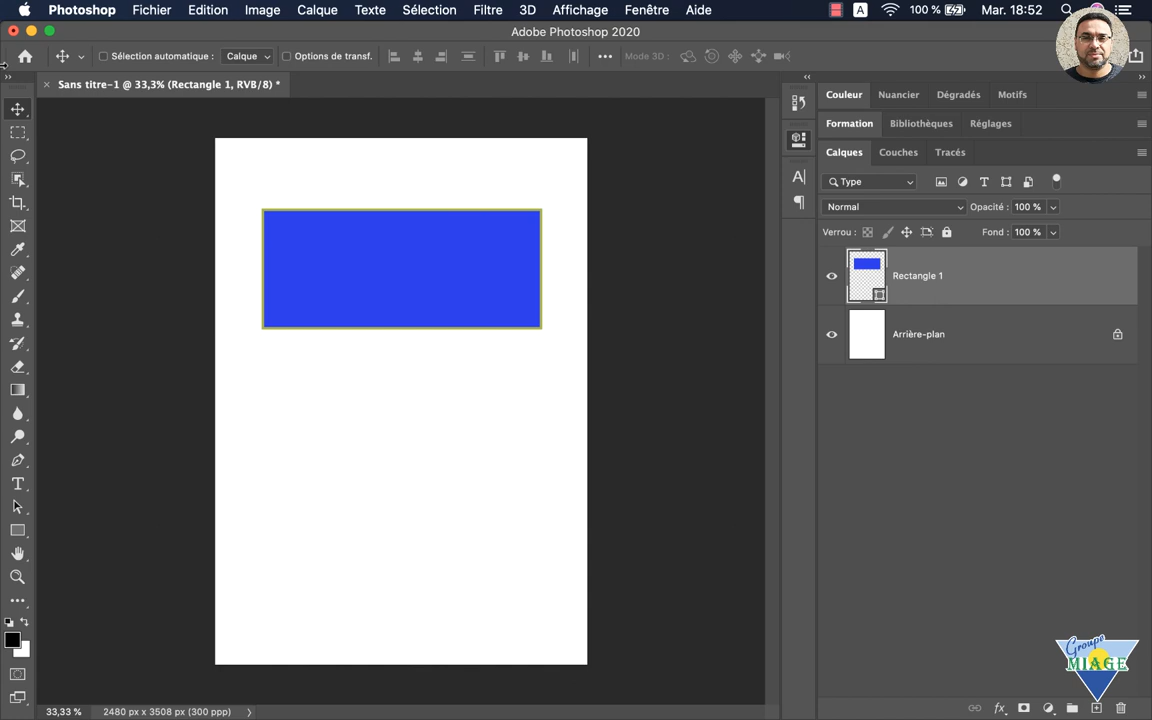 Photoshop Fichier Edition Image Calque Texte Sélection Filtre 3D Affichage Fenêtre Aide A 100 % Mar. 18:52
Adobe Photoshop 2020
Sélection automatique : Calque Options de transf. Mode 3D :
Sans titre-1 @ 33,3% (Rectangle 1, RVB/8) *
Couleur Nuancier Dégradés Motifs
Formation Bibliothèques Réglages
Calques Couches Tracés
Type
Normal Opacité : 100 %
Verrou : Fond : 100 %
Rectangle 1
Arrière-plan
Groupe
MIAGE
33,33 % 2480 px x 3508 px (300 ppp)
fx